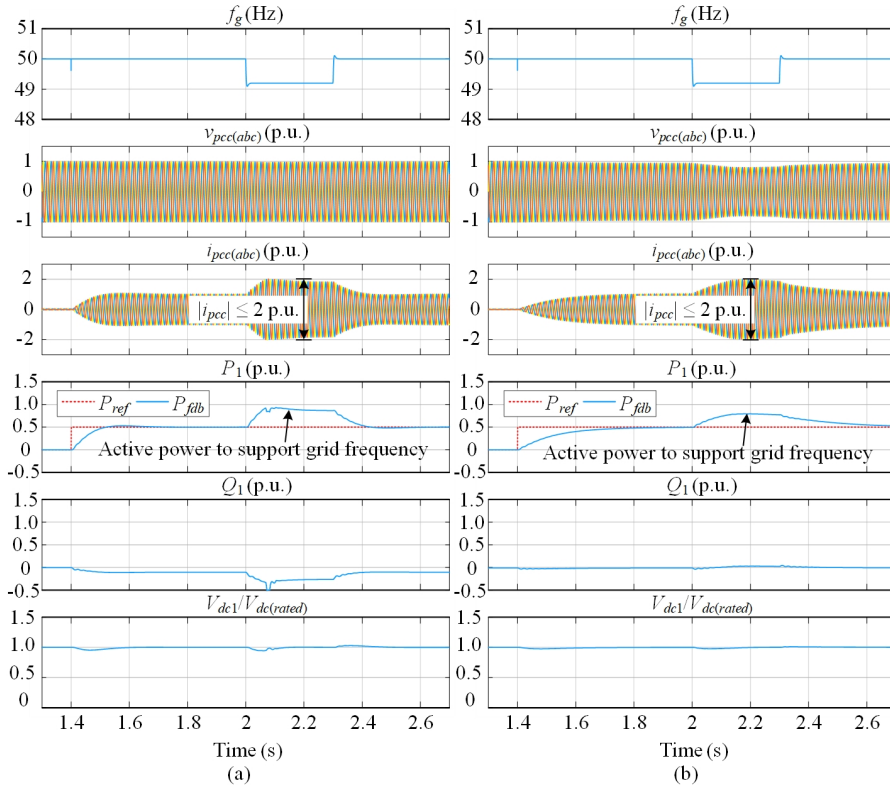 f_g (Hz)
51
50
49
48
v_pcc(abc) (p.u.)
1
0
-1
i_pcc(abc) (p.u.)
2
0
-2
|i_pcc| ≤ 2 p.u.
P_1 (p.u.)
1.5
1.0
0.5
0
-0.5
P_ref P_fdb
Active power to support grid frequency
Q_1 (p.u.)
1.5
1.0
0.5
0
-0.5
V_dc1/V_dc(rated)
1.5
1.0
0.5
0
1.4 1.6 1.8 2 2.2 2.4 2.6
Time (s)
(a)
f_g (Hz)
51
50
49
48
v_pcc(abc) (p.u.)
1
0
-1
i_pcc(abc) (p.u.)
2
0
-2
|i_pcc| ≤ 2 p.u.
P_1 (p.u.)
1.5
1.0
0.5
0
-0.5
P_ref P_fdb
Active power to support grid frequency
Q_1 (p.u.)
1.5
1.0
0.5
0
-0.5
V_dc1/V_dc(rated)
1.5
1.0
0.5
0
1.4 1.6 1.8 2 2.2 2.4 2.6
Time (s)
(b)